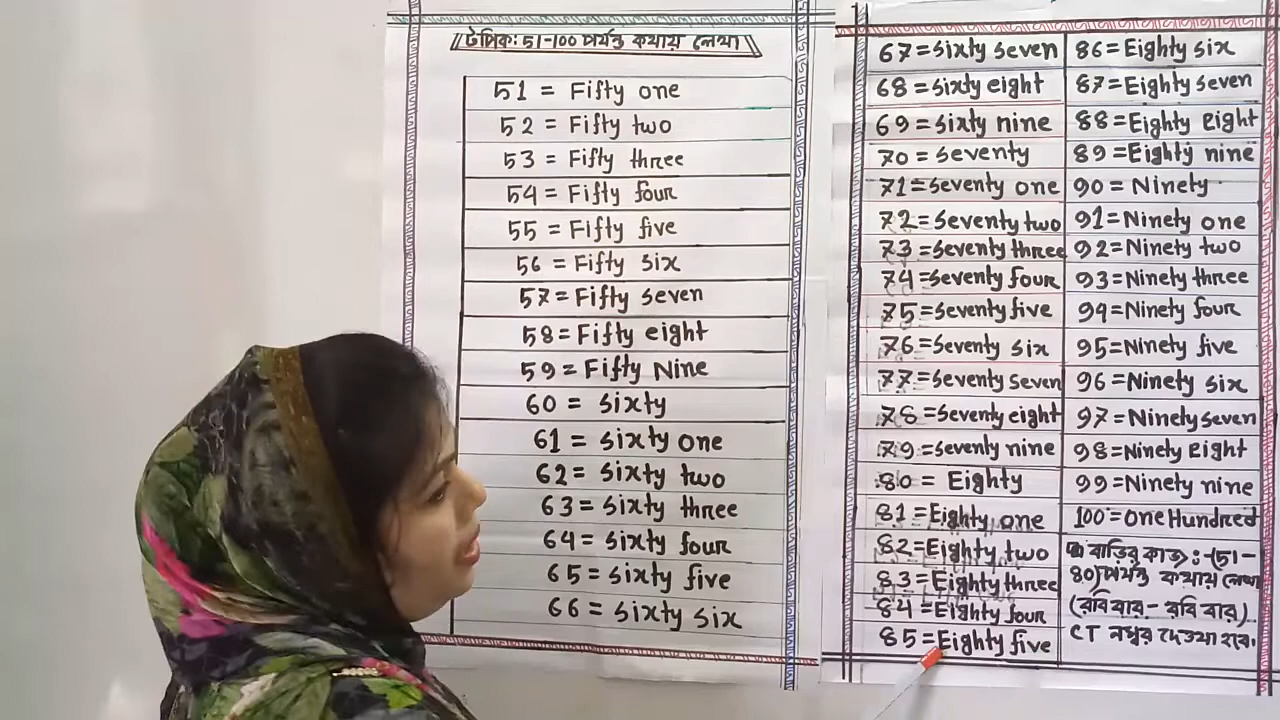 টপিক: 51-100 পর্যন্ত কথায় লেখা
51 = Fifty one
52 = Fifty two
53 = Fifty three
54 = Fifty four
55 = Fifty five
56 = Fifty six
57 = Fifty seven
58 = Fifty eight
59 = Fifty Nine
60 = sixty
61 = sixty one
62 = sixty two
63 = sixty three
64 = sixty four
65 = sixty five
66 = sixty six
67 = sixty seven
68 = sixty eight
69 = sixty nine
70 = seventy
71 = seventy one
72 = seventy two
73 = seventy three
74 = seventy four
75 = seventy five
76 = seventy six
77 = seventy seven
78 = seventy eight
79 = seventy nine
80 = Eighty
81 = Eighty one
82 = Eighty two
83 = Eighty three
84 = Eighty four
85 = Eighty five
86 = Eighty six
87 = Eighty seven
88 = Eighty Eight
89 = Eighty nine
90 = Ninety
91 = Ninety one
92 = Ninety two
93 = Ninety three
94 = Ninety four
95 = Ninety five
96 = Ninety six
97 = Ninety seven
98 = Ninety Eight
99 = Ninety nine
100 = One Hundred
বাড়ির কাজ: -(51-
80) পর্যন্ত কথায় লেখা
(রবিবার - রবি বার)
CT নম্বর দেওয়া হবে.